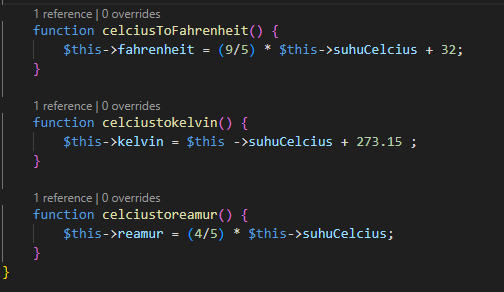 1 reference | 0 overrides
function celciusToFahrenheit() {
$this->fahrenheit = (9/5) * $this->suhuCelcius + 32;
}
1 reference | 0 overrides
function celciustokelvin() {
$this->kelvin = $this ->suhuCelcius + 273.15 ;
}
1 reference | 0 overrides
function celciustoreamur() {
$this->reamur = (4/5) * $this->suhuCelcius;
}
}